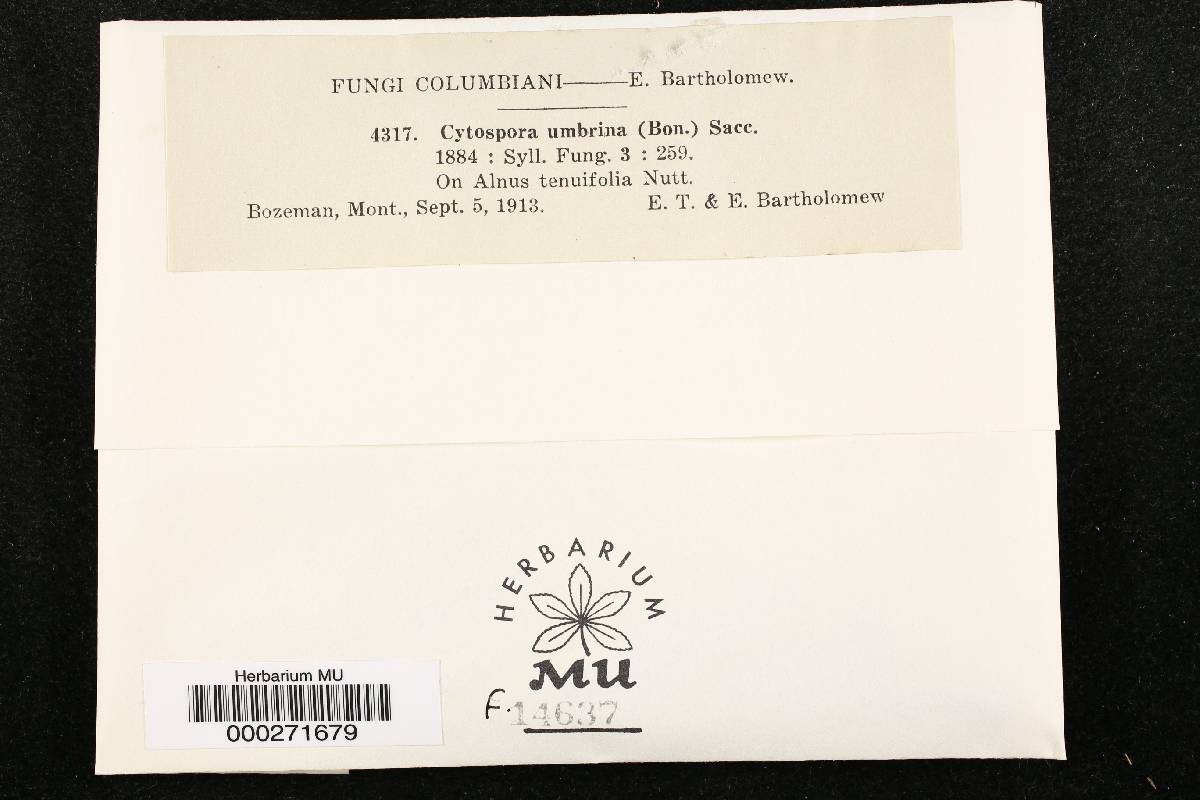 FUNGI COLUMBIANI——E. Bartholomew.
4317. Cytospora umbrina (Bon.) Sacc.
1884 : Syll. Fung. 3 : 259.
On Alnus tenuifolia Nutt.
Bozeman, Mont., Sept. 5, 1913. E. T. & E. Bartholomew
HERBARIUM
MU
F. 14637
Herbarium MU
000271679